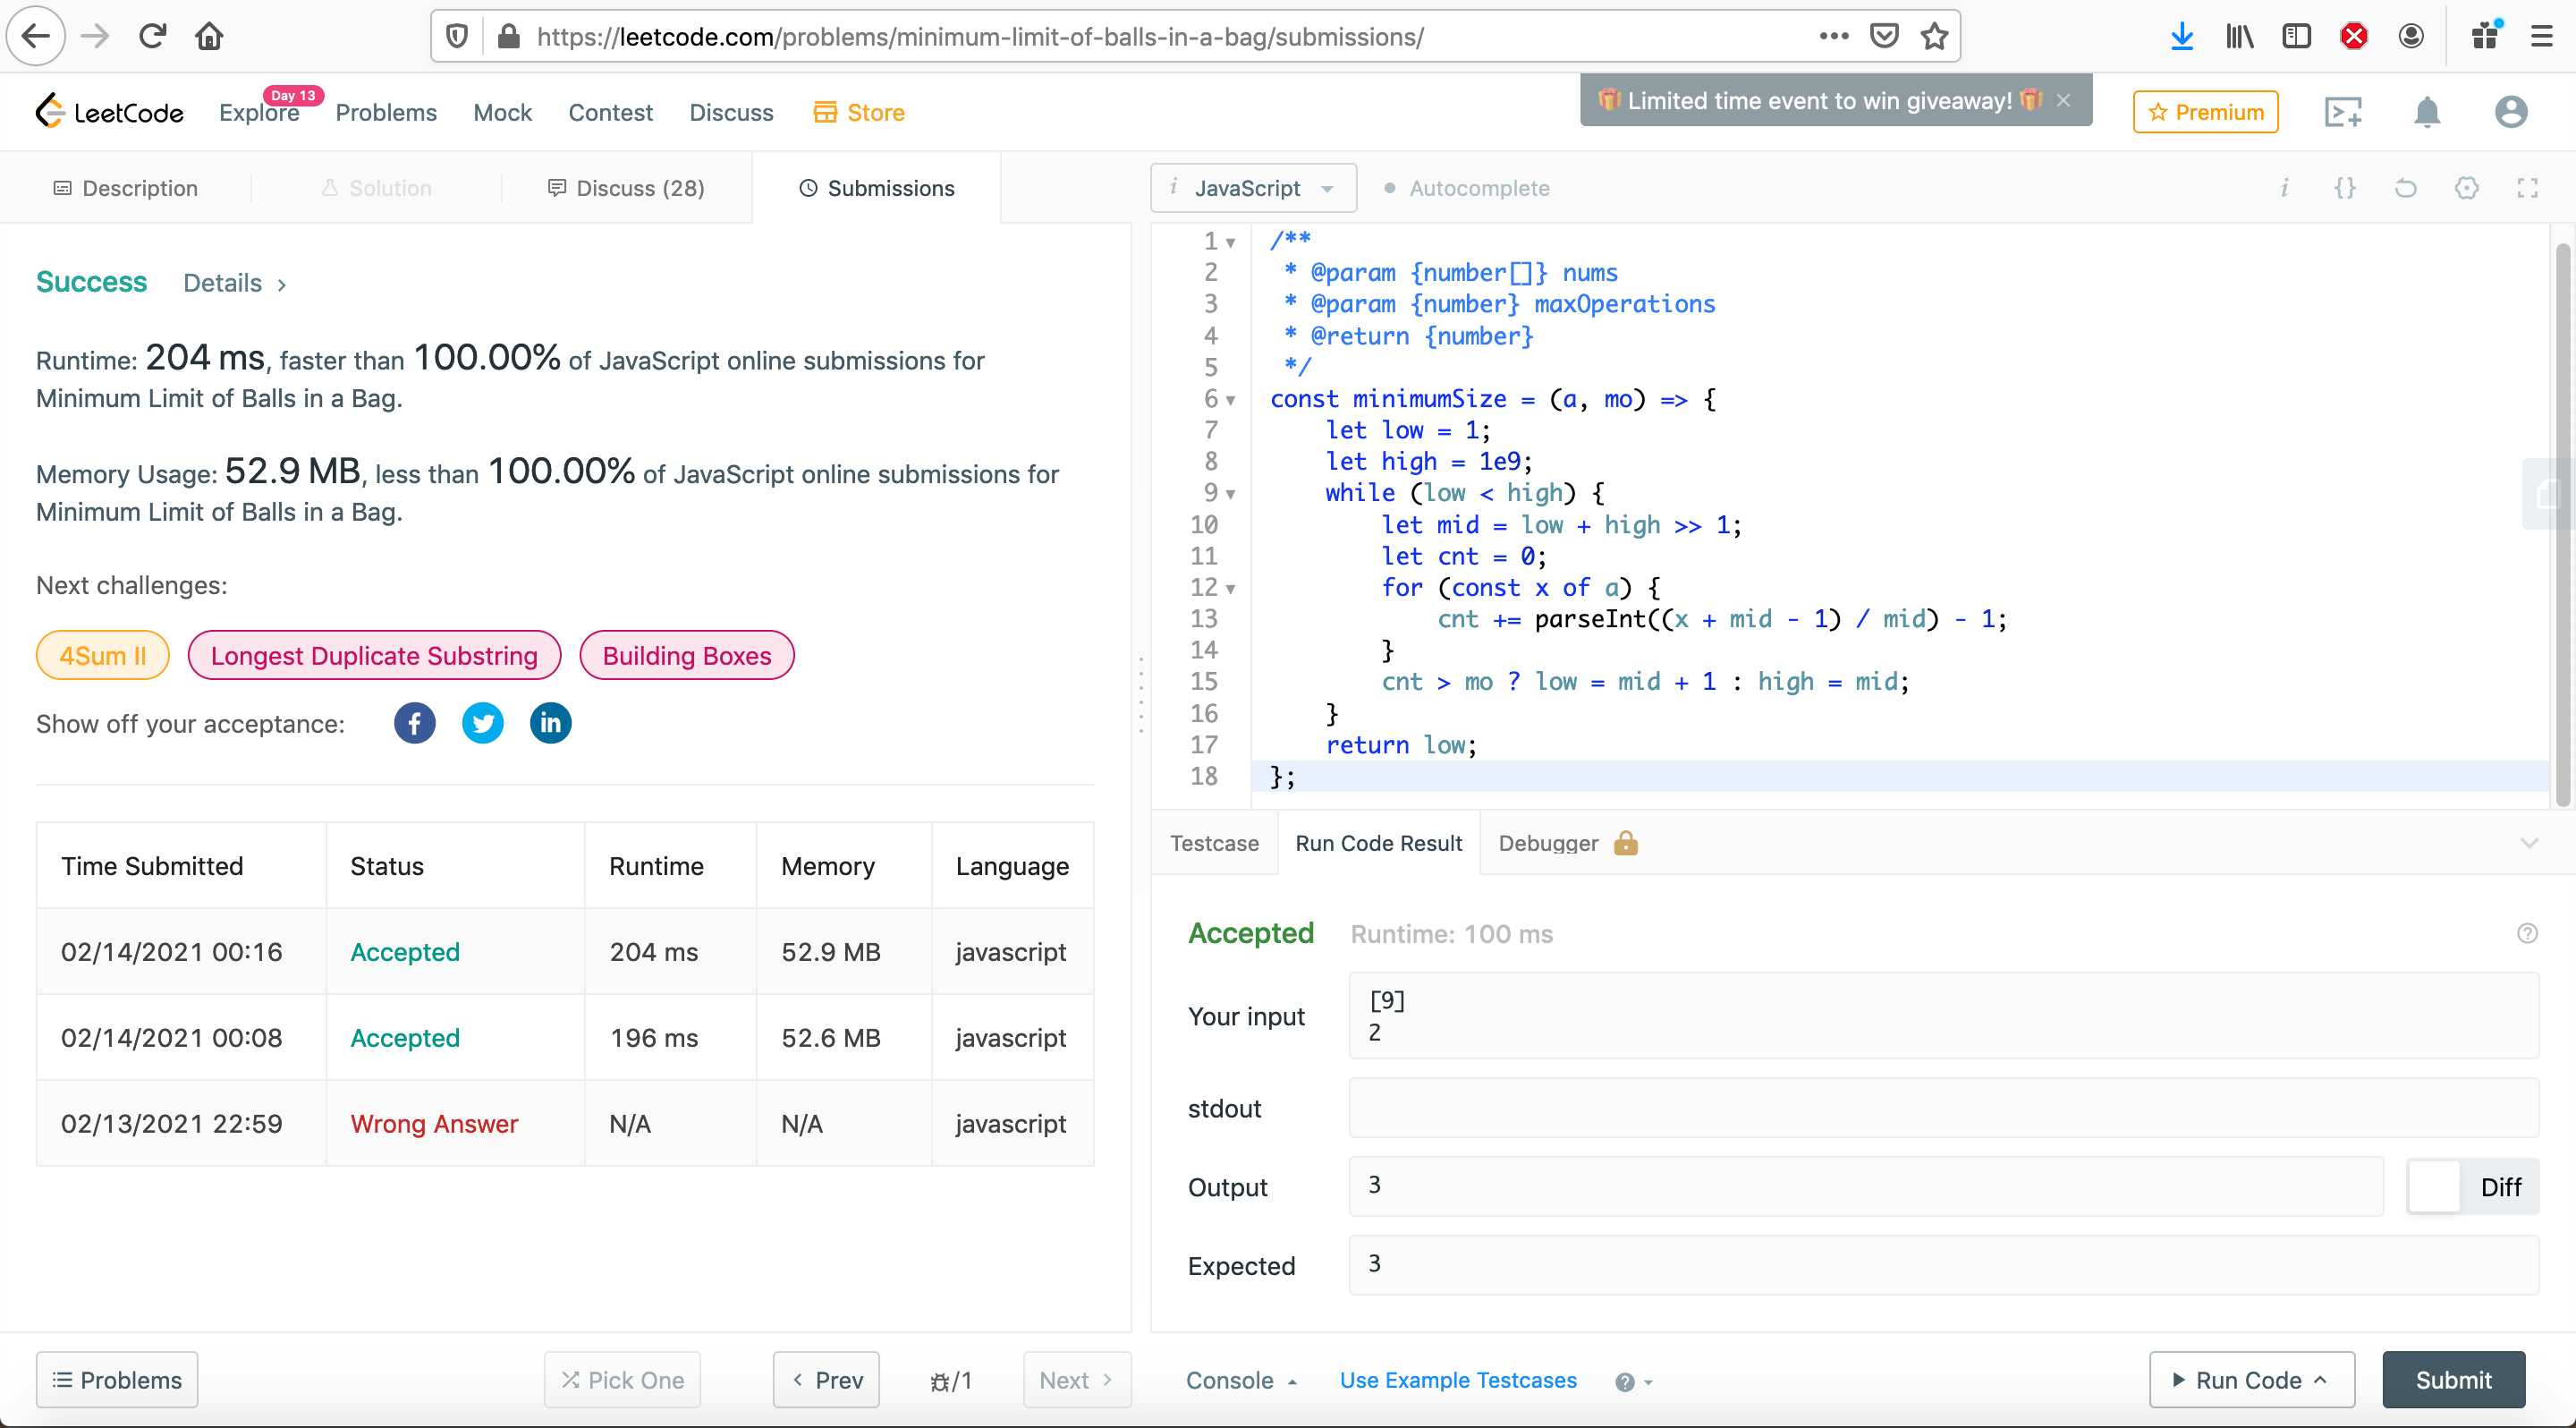 https://leetcode.com/problems/minimum-limit-of-balls-in-a-bag/submissions/
LeetCode
Explore
Day 13
Problems
Mock
Contest
Discuss
Store
🎁 Limited time event to win giveaway! 🎁 ×
Premium
Description
Solution
Discuss (28)
Submissions
Success Details >
Runtime: 204 ms, faster than 100.00% of JavaScript online submissions for
Minimum Limit of Balls in a Bag.
Memory Usage: 52.9 MB, less than 100.00% of JavaScript online submissions for
Minimum Limit of Balls in a Bag.
Next challenges:
4Sum II
Longest Duplicate Substring
Building Boxes
Show off your acceptance:
Time Submitted Status Runtime Memory Language
02/14/2021 00:16 Accepted 204 ms 52.9 MB javascript
02/14/2021 00:08 Accepted 196 ms 52.6 MB javascript
02/13/2021 22:59 Wrong Answer N/A N/A javascript
Problems
Pick One
< Prev
/1
Next >
i JavaScript
Autocomplete
i {}
1 /**
2  * @param {number[]} nums
3  * @param {number} maxOperations
4  * @return {number}
5  */
6 const minimumSize = (a, mo) => {
7     let low = 1;
8     let high = 1e9;
9     while (low < high) {
10         let mid = low + high >> 1;
11         let cnt = 0;
12         for (const x of a) {
13             cnt += parseInt((x + mid - 1) / mid) - 1;
14         }
15         cnt > mo ? low = mid + 1 : high = mid;
16     }
17     return low;
18 };
Testcase
Run Code Result
Debugger
Accepted Runtime: 100 ms
Your input
[9]
2
stdout
Output
3
Diff
Expected
3
Console
Use Example Testcases
Run Code
Submit